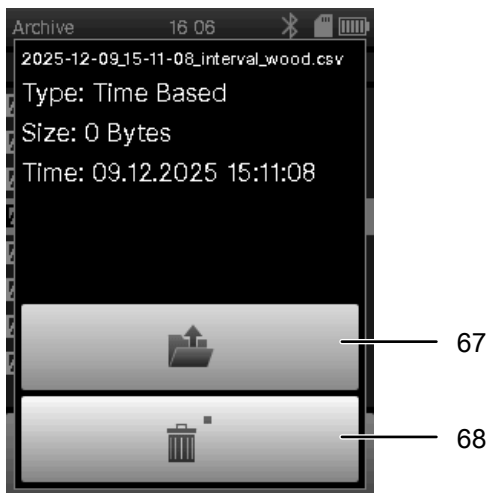 Archive 16 06
2025-12-09_15-11-08_interval_wood.csv
Type: Time Based
Size: 0 Bytes
Time: 09.12.2025 15:11:08
67
68